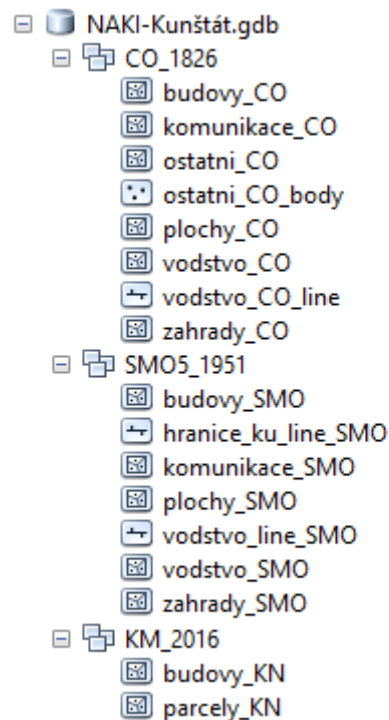 NAKI-Kunštát.gdb
CO_1826
budovy_CO
komunikace_CO
ostatni_CO
ostatni_CO_body
plochy_CO
vodstvo_CO
vodstvo_CO_line
zahrady_CO
SMO5_1951
budovy_SMO
hranice_ku_line_SMO
komunikace_SMO
plochy_SMO
vodstvo_line_SMO
vodstvo_SMO
zahrady_SMO
KM_2016
budovy_KN
parcely_KN